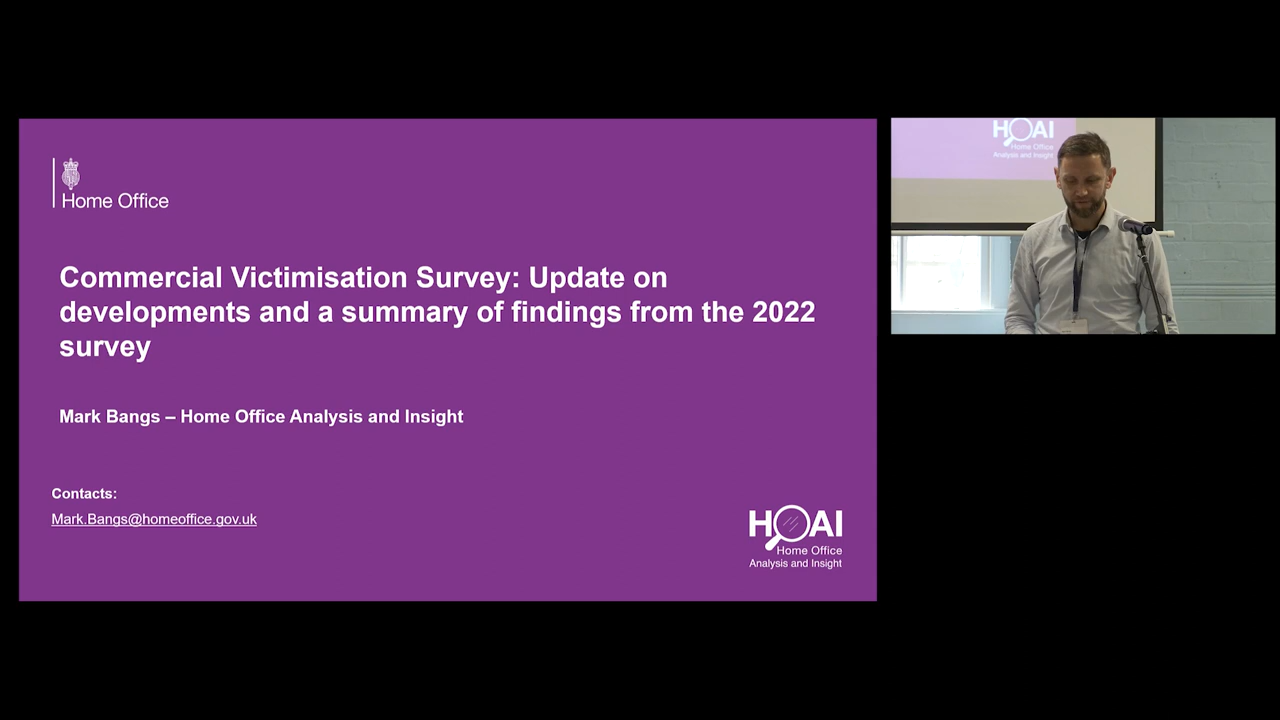 Home Office
Commercial Victimisation Survey: Update on
developments and a summary of findings from the 2022
survey
Mark Bangs – Home Office Analysis and Insight
Contacts:
Mark.Bangs@homeoffice.gov.uk
HOAI
Home Office
Analysis and Insight
HOAI
Home Office
Analysis and Insight